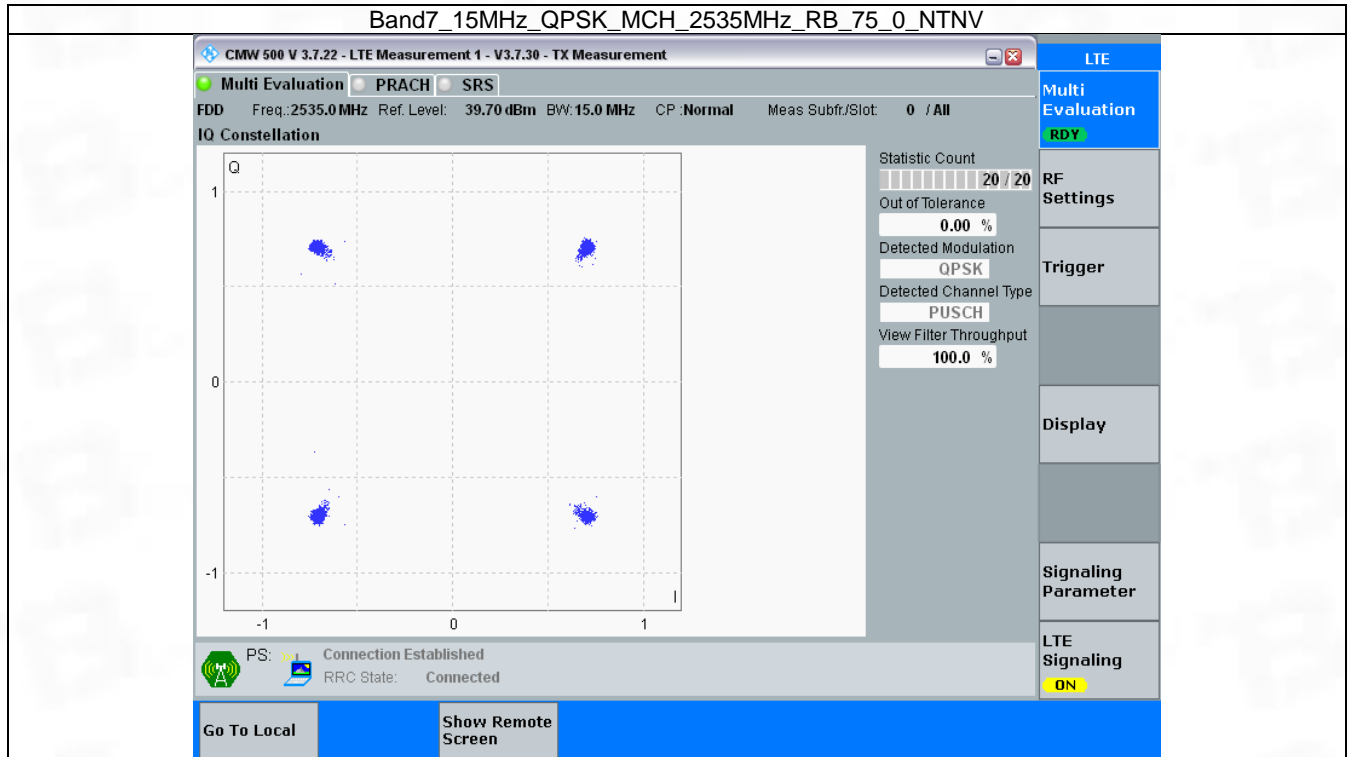 Band7_15MHz_QPSK_MCH_2535MHz_RB_75_0_NTNV
CMW 500 V 3.7.22 - LTE Measurement 1 - V3.7.30 - TX Measurement
Multi Evaluation PRACH SRS
FDD Freq.:2535.0 MHz Ref. Level: 39.70 dBm BW:15.0 MHz CP :Normal Meas Subfr./Slot: 0 / All
IQ Constellation
Q
1
0
-1
I
-1 0 1
Statistic Count
20 / 20
Out of Tolerance
0.00 %
Detected Modulation
QPSK
Detected Channel Type
PUSCH
View Filter Throughput
100.0 %
PS: Connection Established
RRC State: Connected
LTE
Multi
Evaluation
RDY
RF
Settings
Trigger
Display
Signaling
Parameter
LTE
Signaling
ON
Go To Local
Show Remote
Screen